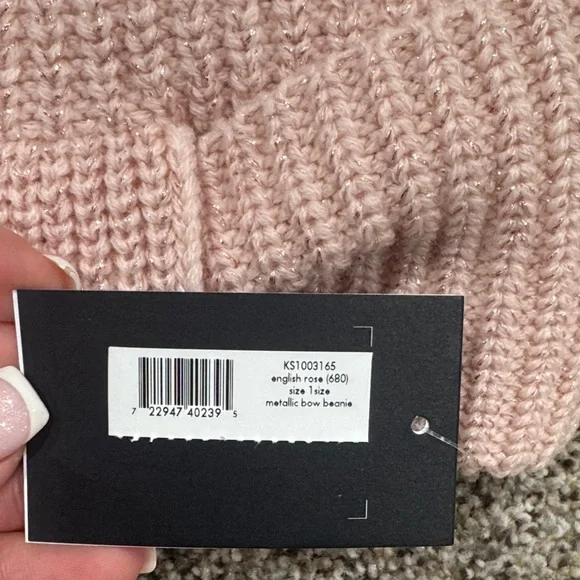 KS1003165
english rose (680)
size 1size
metallic bow beanie
7 22947 40239 5